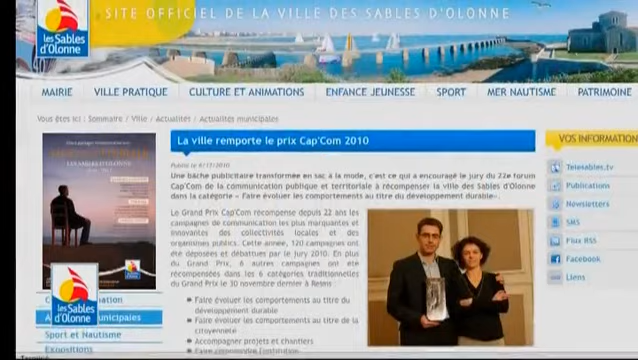 SITE OFFICIEL DE LA VILLE DES SABLES D'OLONNE
les Sables
d'Olonne
MAIRIE VILLE PRATIQUE CULTURE ET ANIMATIONS ENFANCE JEUNESSE SPORT MER NAUTISME PATRIMOINE
Vous êtes ici : Sommaire / Ville / Actualités / Actualités municipales
La ville remporte le prix Cap'Com 2010
Publié le
Une bâche publicitaire transformée en sac à la mode, c'est ce qui a encouragé le jury du 22e forum
Cap'Com de la communication publique et territoriale à récompenser la ville des Sables d'Olonne
dans la catégorie « Faire évoluer les comportements au titre du développement durable».
Le Grand Prix Cap'Com récompense depuis 22 ans les
campagnes de communication les plus marquantes et
innovantes des collectivités locales et des
organismes publics. Cette année, 120 campagnes ont
été déposées et débattues par le jury 2010. En plus
du Grand Prix, 6 autres campagnes ont été
récompensées dans les 6 catégories traditionnelles
du Grand Prix le 30 novembre dernier à
Faire évoluer les comportements au titre du
développement durable
Faire évoluer les comportements au titre de la
citoyenneté
Accompagner projets et chantiers
Faire l'institution
VOS INFORMATION
Telesables.tv
Publications
Newsletters
SMS
Flux RSS
Facebook
Liens
les Sables
d'Olonne
Sport et Nautisme
Expositions